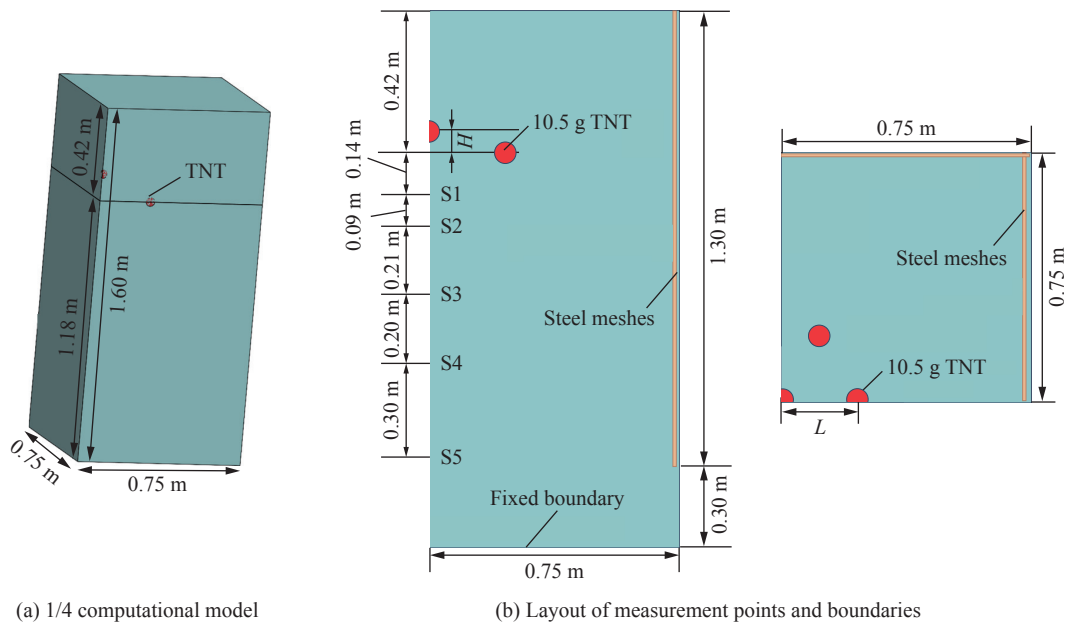 0.42 m
TNT
1.18 m
1.60 m
0.75 m
0.75 m
(a) 1/4 computational model
0.42 m
H
10.5 g TNT
0.14 m
S1
0.09 m
S2
0.21 m
S3
0.20 m
S4
0.30 m
S5
Steel meshes
1.30 m
0.30 m
Fixed boundary
0.75 m
0.75 m
Steel meshes
0.75 m
10.5 g TNT
L
(b) Layout of measurement points and boundaries